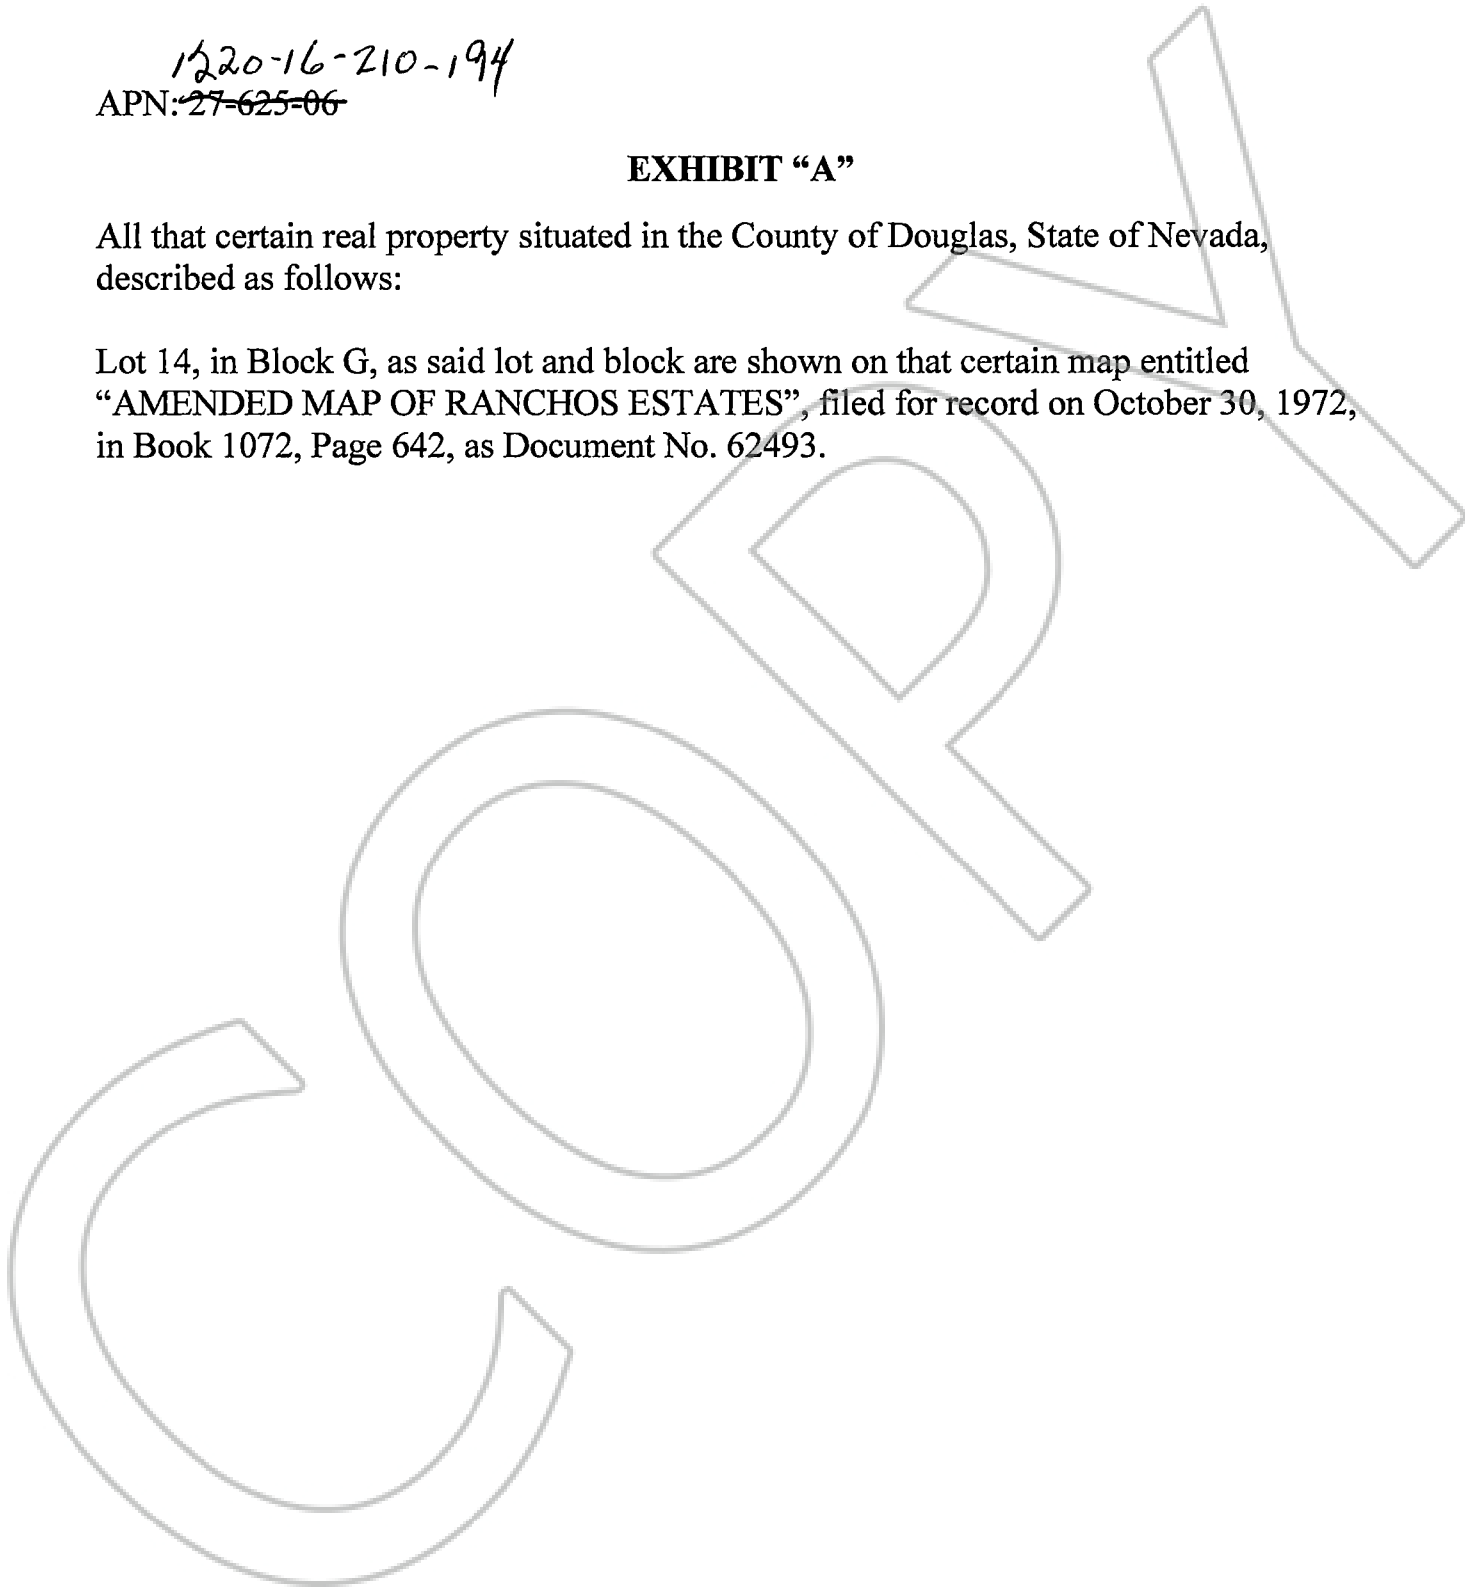 1220-16-210-194
APN: 27-625-06
EXHIBIT “A”
All that certain real property situated in the County of Douglas, State of Nevada,
described as follows:
Lot 14, in Block G, as said lot and block are shown on that certain map entitled
“AMENDED MAP OF RANCHOS ESTATES”, filed for record on October 30, 1972,
in Book 1072, Page 642, as Document No. 62493.
COPY